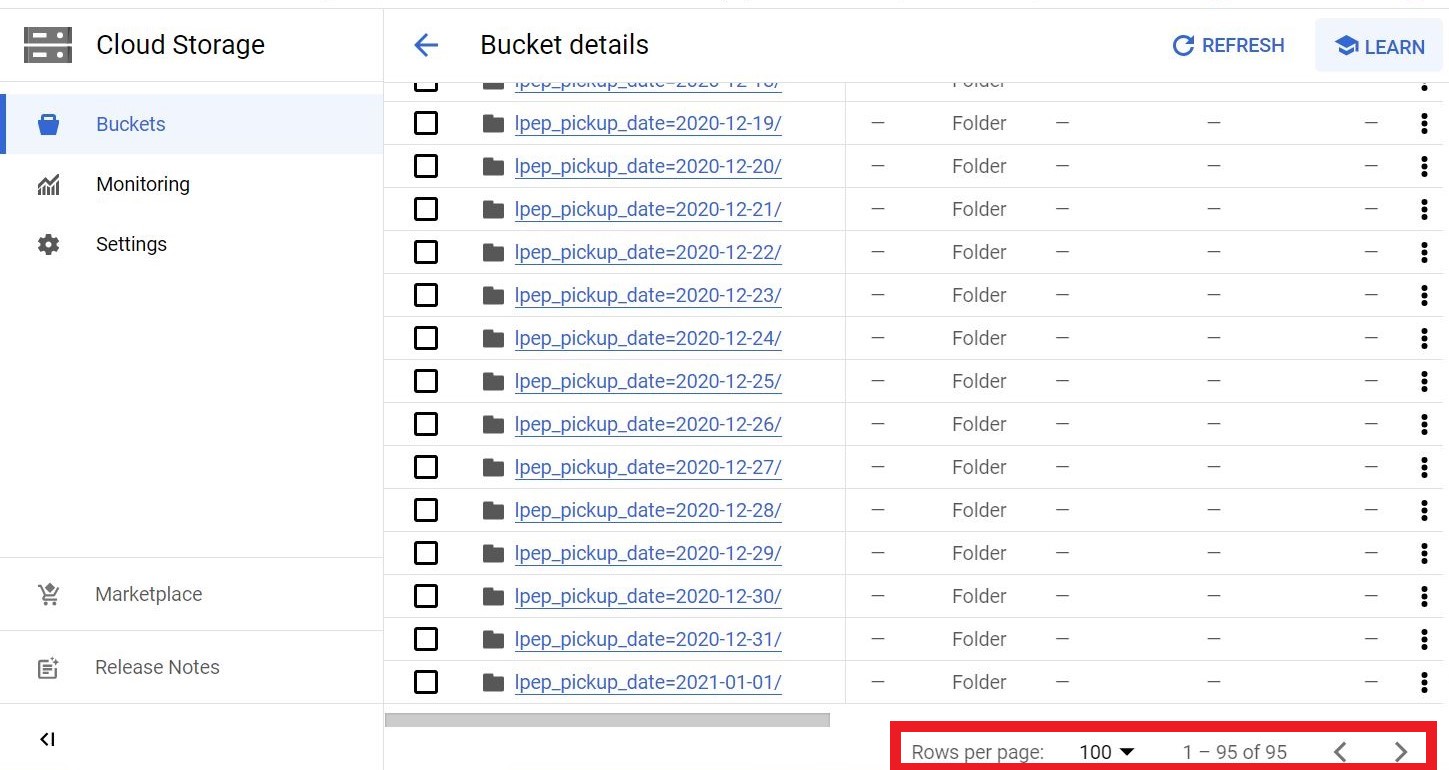 Cloud Storage
Bucket details
REFRESH
LEARN
Buckets
Monitoring
Settings
Marketplace
Release Notes
lpep_pickup_date=2020-12-18/ Folder
lpep_pickup_date=2020-12-19/ — Folder — — —
lpep_pickup_date=2020-12-20/ — Folder — — —
lpep_pickup_date=2020-12-21/ — Folder — — —
lpep_pickup_date=2020-12-22/ — Folder — — —
lpep_pickup_date=2020-12-23/ — Folder — — —
lpep_pickup_date=2020-12-24/ — Folder — — —
lpep_pickup_date=2020-12-25/ — Folder — — —
lpep_pickup_date=2020-12-26/ — Folder — — —
lpep_pickup_date=2020-12-27/ — Folder — — —
lpep_pickup_date=2020-12-28/ — Folder — — —
lpep_pickup_date=2020-12-29/ — Folder — — —
lpep_pickup_date=2020-12-30/ — Folder — — —
lpep_pickup_date=2020-12-31/ — Folder — — —
lpep_pickup_date=2021-01-01/ — Folder — — —
Rows per page: 100 1 – 95 of 95